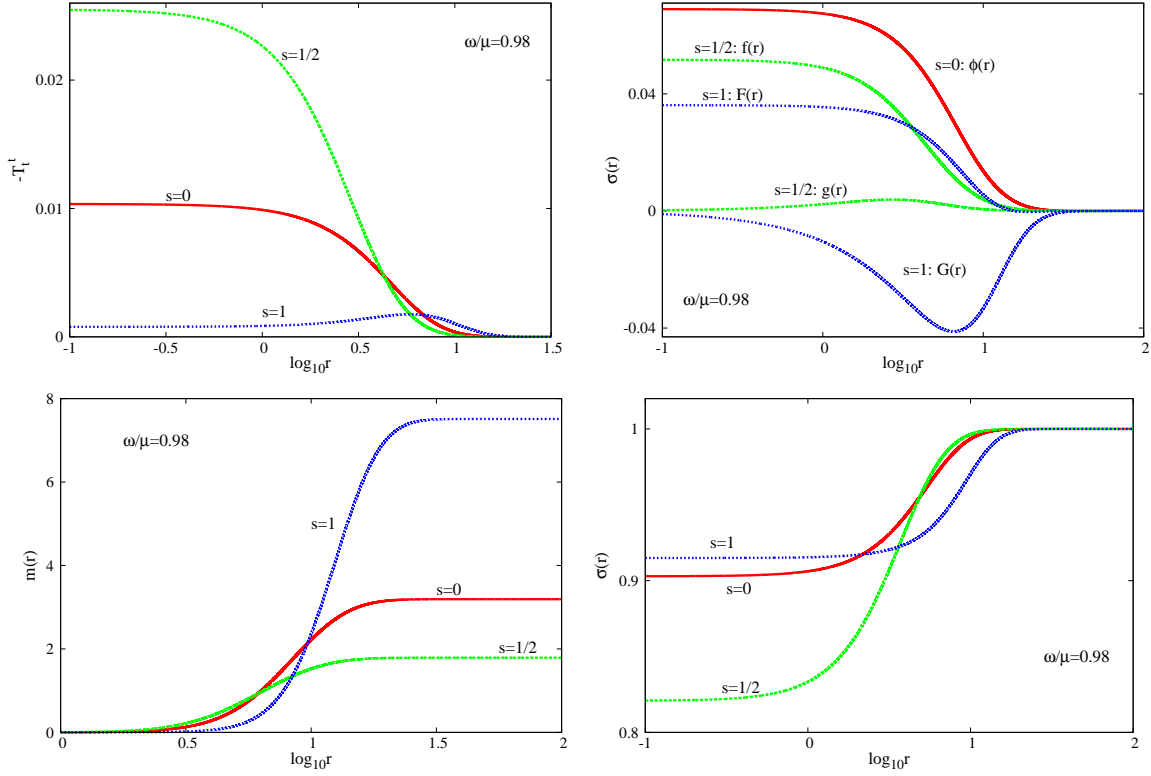 0.02
0.01
0
-1
-0.5
0
0.5
1
1.5
-T_t^t
log10r
ω/μ=0.98
s=1/2
s=0
s=1
0.04
0
-0.04
-1
0
1
2
σ(r)
log10r
s=1/2: f(r)
s=0: ϕ(r)
s=1: F(r)
s=1/2: g(r)
s=1: G(r)
ω/μ=0.98
8
6
4
2
0
0
0.5
1
1.5
2
m(r)
log10r
ω/μ=0.98
s=1
s=0
s=1/2
1
0.9
0.8
-1
0
1
2
σ(r)
log10r
s=1
s=0
s=1/2
ω/μ=0.98